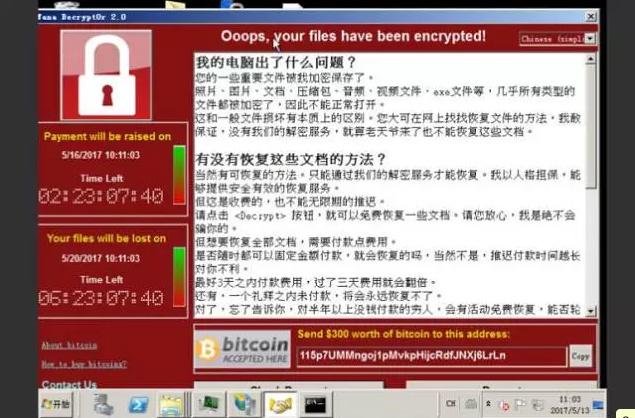 Wana Decrypt0r 2.0
Ooops, your files have been encrypted!
Chinese (simpl
我的电脑出了什么问题？
您的一些重要文件被我加密保存了。
照片、图片、文档、压缩包、音频、视频文件、exe文件等，几乎所有类型的
文件都被加密了，因此不能正常打开。
这和一般文件损坏有本质上的区别。您大可在网上找找恢复文件的方法，我敢
保证，没有我们的解密服务，就算老天爷来了也不能恢复这些文档。
有没有恢复这些文档的方法？
当然有可恢复的方法。只能通过我们的解密服务才能恢复。我以人格担保，能
够提供安全有效的恢复服务。
但这是收费的，也不能无限期的推迟。
请点击 <Decrypt> 按钮，就可以免费恢复一些文档。请您放心，我是绝不会
骗你的。
但想要恢复全部文档，需要付款点费用。
是否随时都可以固定金额付款，就会恢复的吗，当然不是，推迟付款时间越长
对你不利。
最好3天之内付款费用，过了三天费用就会翻倍。
还有，一个礼拜之内未付款，将会永远恢复不了。
对了，忘了告诉你，对半年以上没钱付款的穷人，会有活动免费恢复，能否轮
Payment will be raised on
5/16/2017 10:11:03
Time Left
02:23:07:40
Your files will be lost on
5/20/2017 10:11:03
Time Left
06:23:07:40
About bitcoin
How to buy bitcoins?
Contact Us
bitcoin
ACCEPTED HERE
Send $300 worth of bitcoin to this address:
115p7UMMngoj1pMvkpHijcRdfJNXj6LrLn
Copy
开始
CH
11:03
2017/5/13